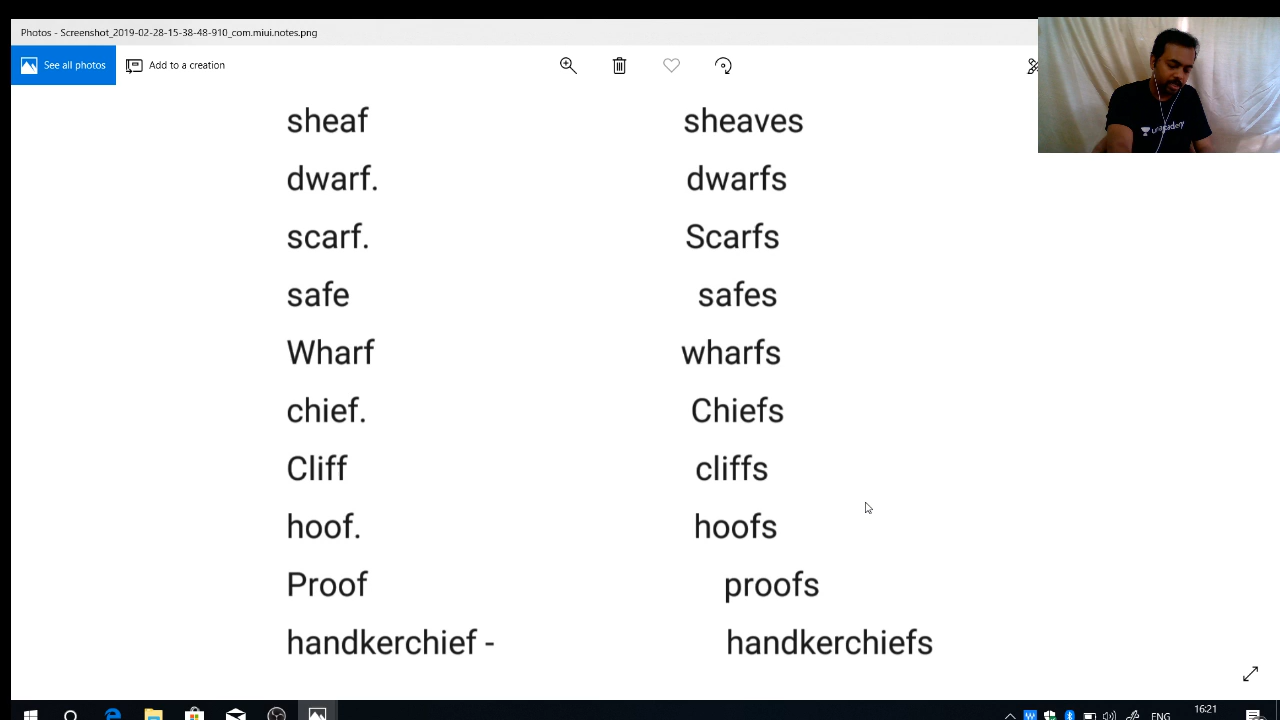 Photos - Screenshot_2019-02-28-15-38-48-910_com.miui.notes.png
See all photos
Add to a creation
unacademy
sheaf sheaves
dwarf. dwarfs
scarf. Scarfs
safe safes
Wharf wharfs
chief. Chiefs
Cliff cliffs
hoof. hoofs
Proof proofs
handkerchief - handkerchiefs
ENG
16:21